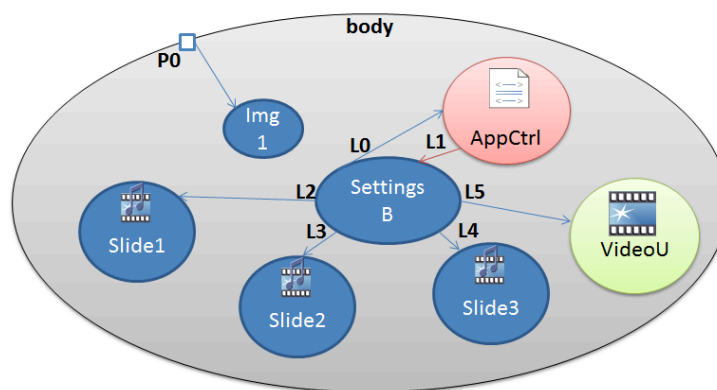 body
P0
Img
1
L0
L1
AppCtrl
L2
Settings
B
L5
Slide1
L3
L4
VideoU
Slide2
Slide3